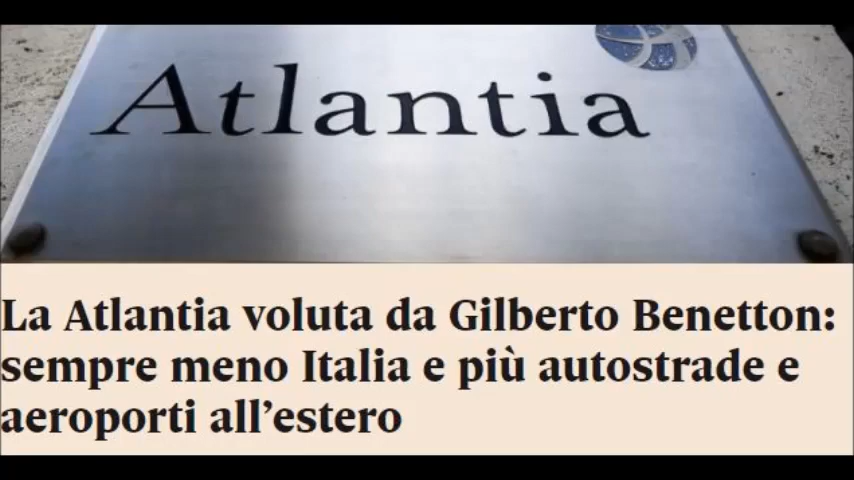 Atlantia
La Atlantia voluta da Gilberto Benetton:
sempre meno Italia e più autostrade e
aeroporti all’estero